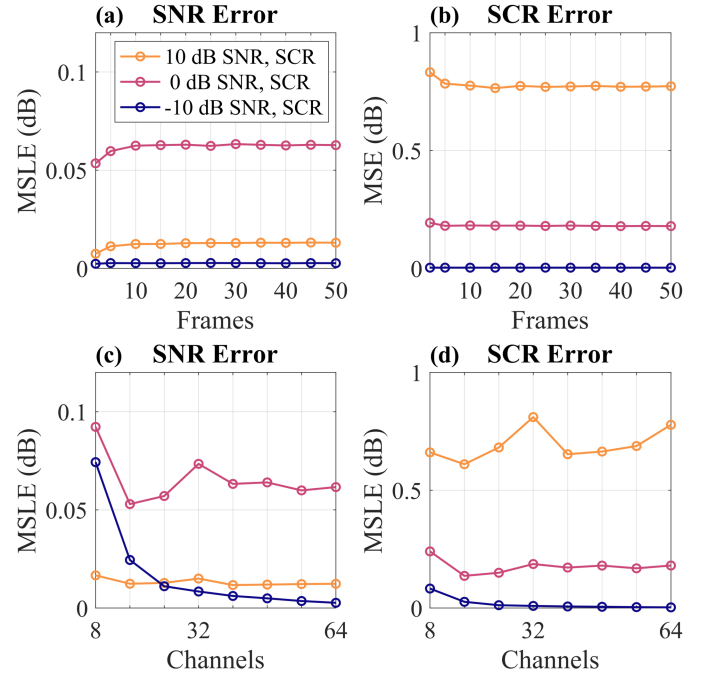 (a) SNR Error
(b) SCR Error
0.1
0.05
0
MSLE (dB)
10 dB SNR, SCR
0 dB SNR, SCR
-10 dB SNR, SCR
10 20 30 40 50
Frames
1
0.5
0
MSE (dB)
10 20 30 40 50
Frames
(c) SNR Error
(d) SCR Error
0.1
0.05
0
MSLE (dB)
8 32 64
Channels
1
0.5
0
MSLE (dB)
8 32 64
Channels